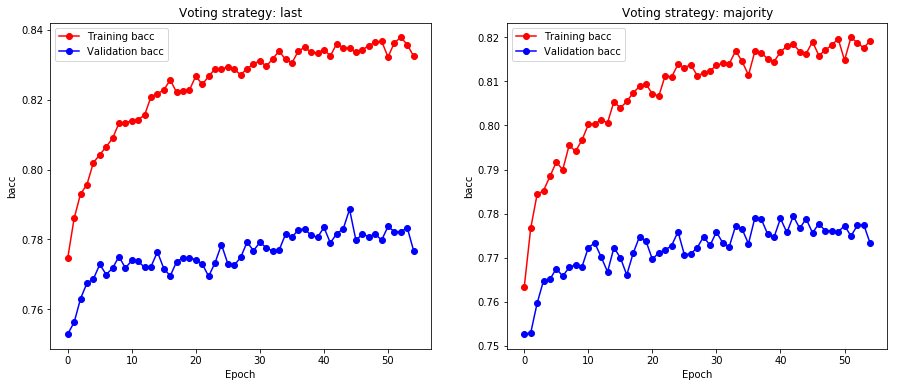 Voting strategy: last
Training bacc
Validation bacc
0.84
0.82
0.80
0.78
0.76
bacc
0
10
20
30
40
50
Epoch
Voting strategy: majority
Training bacc
Validation bacc
0.82
0.81
0.80
0.79
0.78
0.77
0.76
0.75
bacc
0
10
20
30
40
50
Epoch